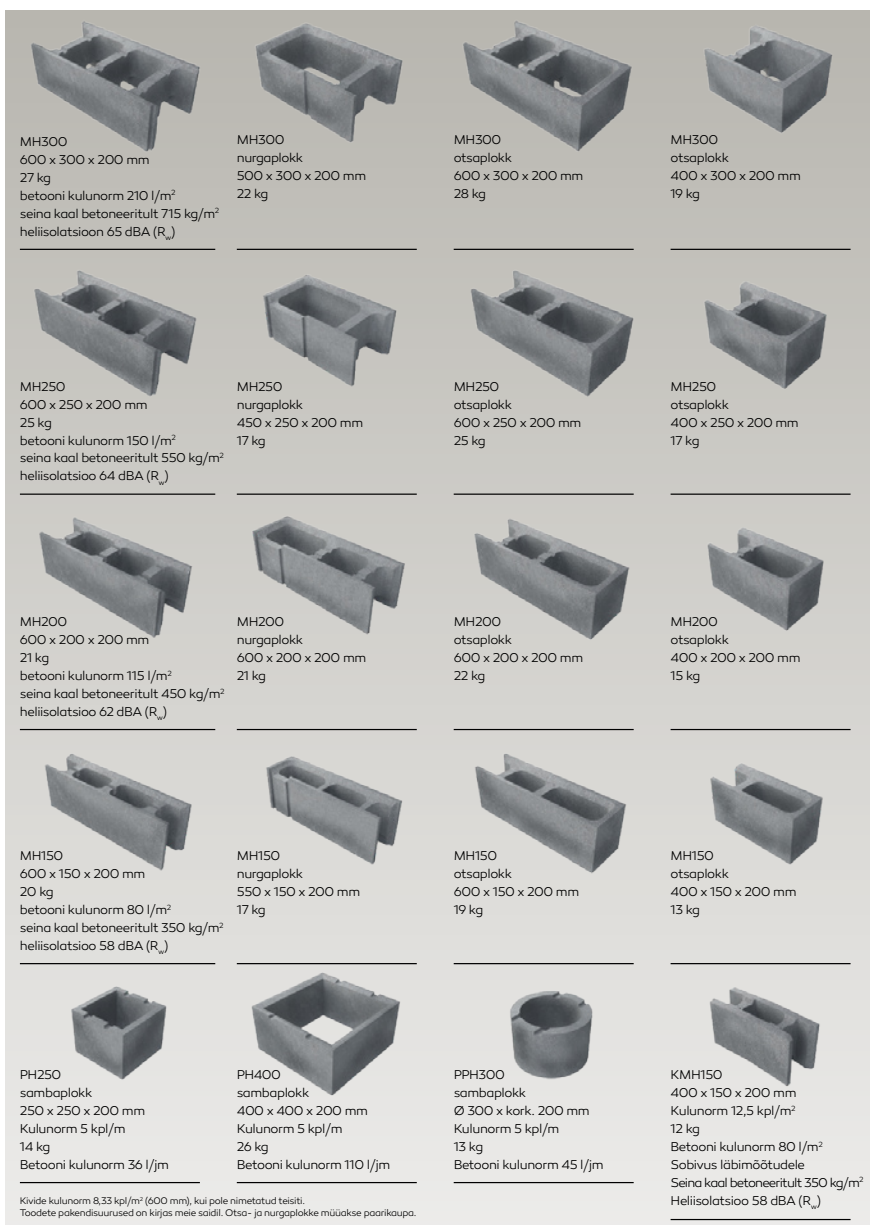 MH300
600 x 300 x 200 mm
27 kg
betooni kulunorm 210 l/m²
seina kaal betoneeritult 715 kg/m²
heliisolatsioon 65 dBA (Rw)
MH300
nurgaplokk
500 x 300 x 200 mm
22 kg
MH300
otsaplokk
600 x 300 x 200 mm
28 kg
MH300
otsaplokk
400 x 300 x 200 mm
19 kg
MH250
600 x 250 x 200 mm
25 kg
betooni kulunorm 150 l/m²
seina kaal betoneeritult 550 kg/m²
heliisolatsioo 64 dBA (Rw)
MH250
nurgaplokk
450 x 250 x 200 mm
17 kg
MH250
otsaplokk
600 x 250 x 200 mm
25 kg
MH250
otsaplokk
400 x 250 x 200 mm
17 kg
MH200
600 x 200 x 200 mm
21 kg
betooni kulunorm 115 l/m²
seina kaal betoneeritult 450 kg/m²
heliisolatsioo 62 dBA (Rw)
MH200
nurgaplokk
600 x 200 x 200 mm
21 kg
MH200
otsaplokk
600 x 200 x 200 mm
22 kg
MH200
otsaplokk
400 x 200 x 200 mm
15 kg
MH150
600 x 150 x 200 mm
20 kg
betooni kulunorm 80 l/m²
seina kaal betoneeritult 350 kg/m²
heliisolatsioo 58 dBA (Rw)
MH150
nurgaplokk
550 x 150 x 200 mm
17 kg
MH150
otsaplokk
600 x 150 x 200 mm
19 kg
MH150
otsaplokk
400 x 150 x 200 mm
13 kg
PH250
sambaplokk
250 x 250 x 200 mm
Kulunorm 5 kpl/m
14 kg
Betooni kulunorm 36 l/jm
PH400
sambaplokk
400 x 400 x 200 mm
Kulunorm 5 kpl/m
26 kg
Betooni kulunorm 110 l/jm
PPH300
sambaplokk
Ø 300 x kork. 200 mm
Kulunorm 5 kpl/m
13 kg
Betooni kulunorm 45 l/jm
KMH150
400 x 150 x 200 mm
Kulunorm 12,5 kpl/m²
12 kg
Betooni kulunorm 80 l/m²
Sobivus läbimõõtudele
Seina kaal betoneeritult 350 kg/m²
Heliisolatsioo 58 dBA (Rw)
Kivide kulunorm 8,33 kpl/m² (600 mm), kui pole nimetatud teisiti.
Toodete pakendisuurused on kirjas meie saidil. Otsa- ja nurgaplokke müüakse paarikaupa.